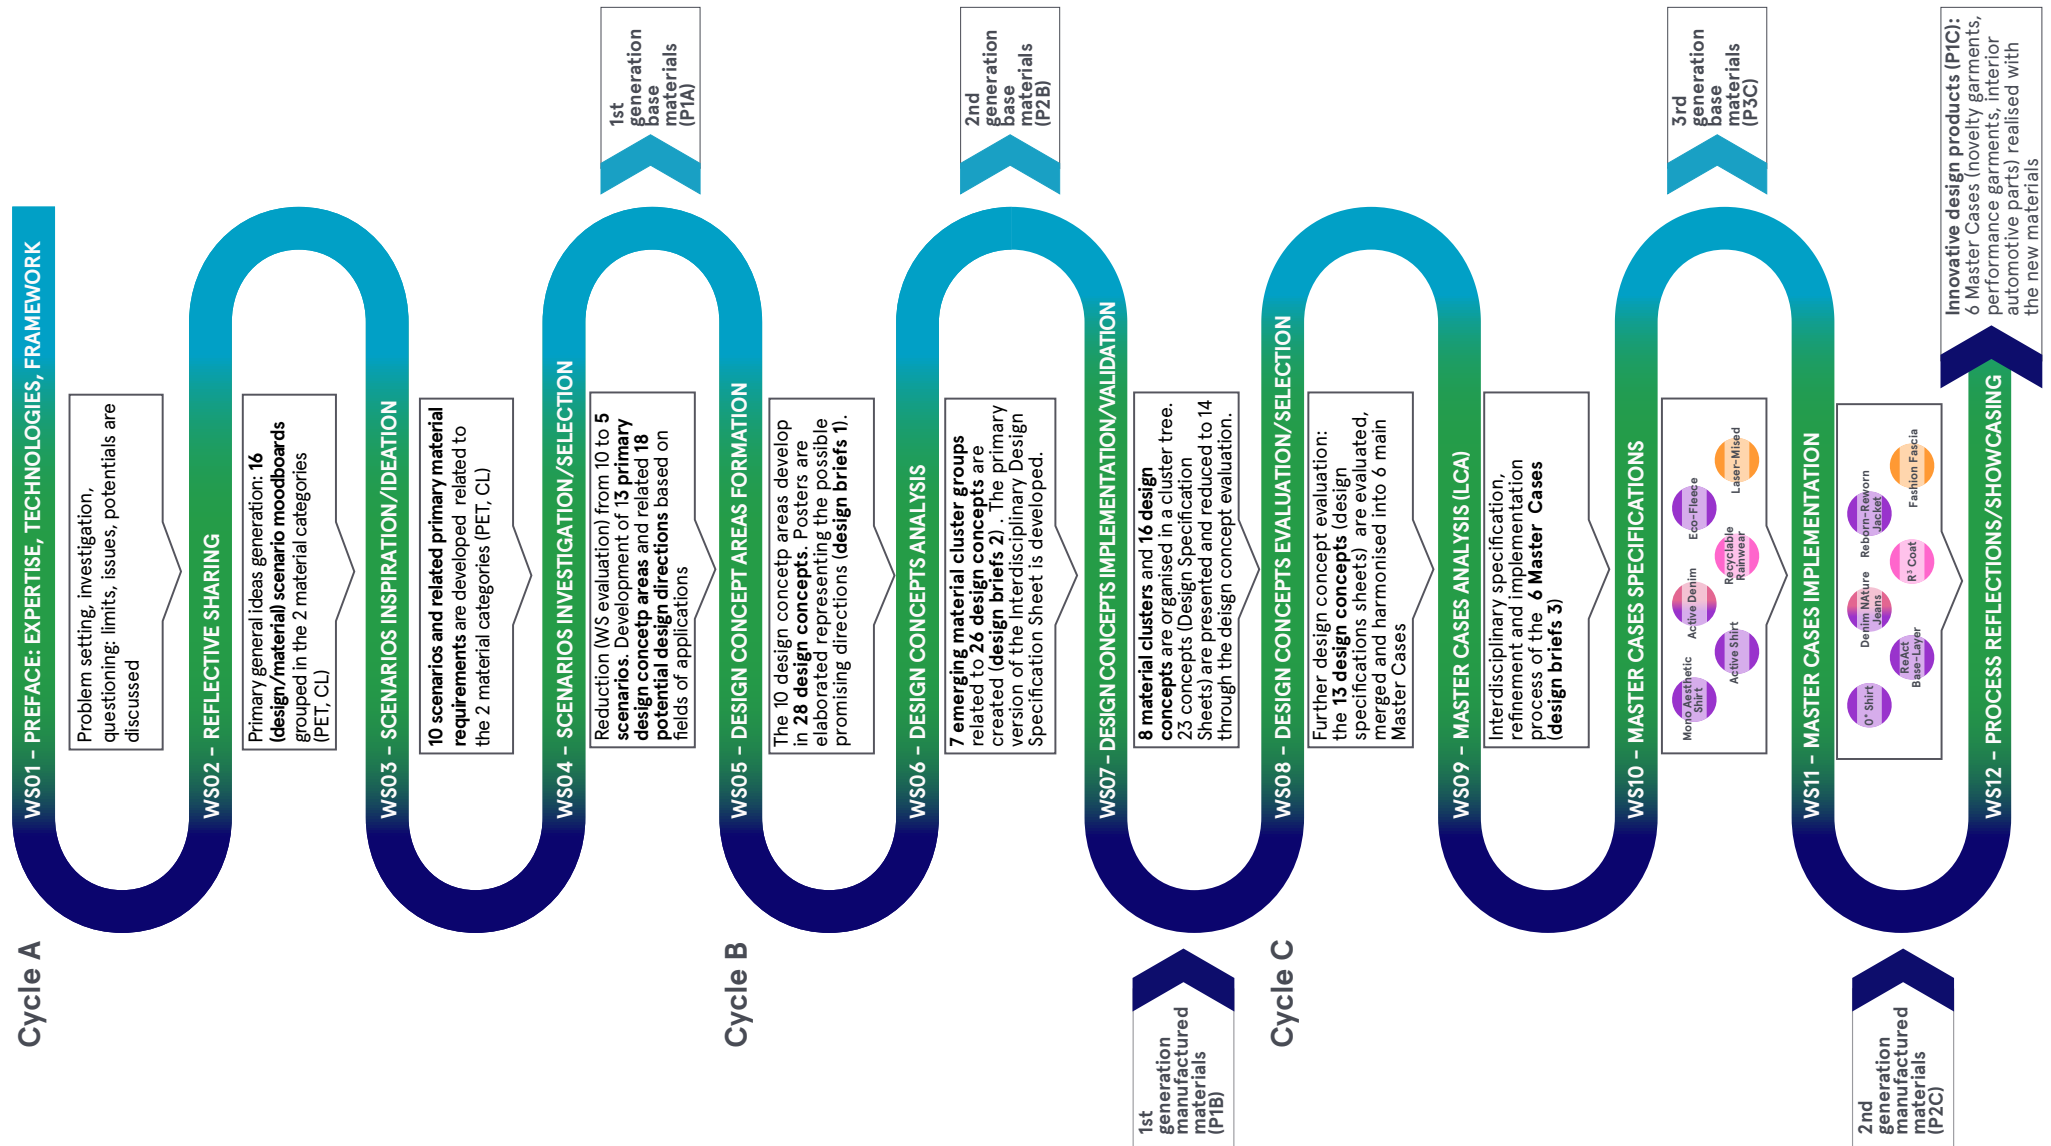 Cycle A
WS01 – PREFACE: EXPERTISE, TECHNOLOGIES, FRAMEWORK
Problem setting, investigation,
questioning: limits, issues, potentials are
discussed
WS02 – REFLECTIVE SHARING
Primary general ideas generation: 16
(design/material) scenario moodboards
grouped in the 2 material categories
(PET, CL)
WS03 – SCENARIOS INSPIRATION/IDEATION
10 scenarios and related primary material
requirements are developed related to
the 2 material categories (PET, CL)
WS04 – SCENARIOS INVESTIGATION/SELECTION
Reduction (WS evaluation) from 10 to 5
scenarios. Development of 13 primary
design concetp areas and related 18
potential design directions based on
fields of applications
1st
generation
base
materials
(P1A)
Cycle B
WS05 – DESIGN CONCEPT AREAS FORMATION
The 10 design concetp areas develop
in 28 design concepts. Posters are
elaborated representing the possible
promising directions (design briefs 1).
WS06 – DESIGN CONCEPTS ANALYSIS
7 emerging material cluster groups
related to 26 design concepts are
created (design briefs 2) . The primary
version of the Interdisciplinary Design
Specification Sheet is developed.
2nd
generation
base
materials
(P2B)
WS07 – DESIGN CONCEPTS IMPLEMENTATION/VALIDATION
8 material clusters and 16 design
concepts are organised in a cluster tree.
23 concepts (Design Specification
Sheets) are presented and reduced to 14
through the deisgn concept evaluation.
1st
generation
manufactured
materials
(P1B)
Cycle C
WS08 – DESIGN CONCEPTS EVALUATION/SELECTION
Further design concept evaluation:
the 13 design concepts (design
specifications sheets) are evaluated,
merged and harmonised into 6 main
Master Cases
WS09 – MASTER CASES ANALYSIS (LCA)
Interdisciplinary specification,
refinement and implementation
process of the 6 Master Cases
(design briefs 3)
WS10 – MASTER CASES SPECIFICATIONS
Mono Aesthetic
Shirt
Active Shirt
Active Denim
Recyclable
Rainwear
Eco-Fleece
Laser-Mised
3rd
generation
base
materials
(P3C)
WS11 – MASTER CASES IMPLEMENTATION
O* Shirt
ReAct
Base-Layer
Denim NAture
Jeans
R³ Coat
Reborn-Reworn
Jacket
Fashion Fascia
2nd
generation
manufactured
materials
(P2C)
WS12 – PROCESS REFLECTIONS/SHOWCASING
Innovative design products (P1C):
6 Master Cases (novelty garments,
performance garments, interior
automotive parts) realised with
the new materials